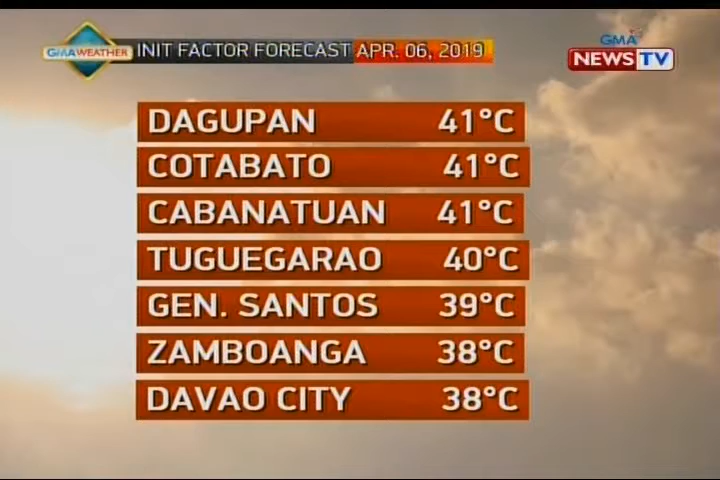 GMA WEATHER INIT FACTOR FORECAST APR. 06, 2019
GMA
NEWS TV
DAGUPAN 41°C
COTABATO 41°C
CABANATUAN 41°C
TUGUEGARAO 40°C
GEN. SANTOS 39°C
ZAMBOANGA 38°C
DAVAO CITY 38°C